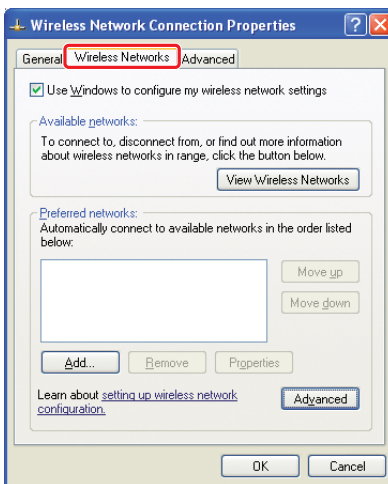 Wireless Network Connection Properties
General Wireless Networks Advanced
Use Windows to configure my wireless network settings
Available networks:
To connect to, disconnect from, or find out more information
about wireless networks in range, click the button below.
View Wireless Networks
Preferred networks:
Automatically connect to available networks in the order listed
below:
Move up
Move down
Add... Remove Properties
Learn about setting up wireless network
configuration.
Advanced
OK Cancel